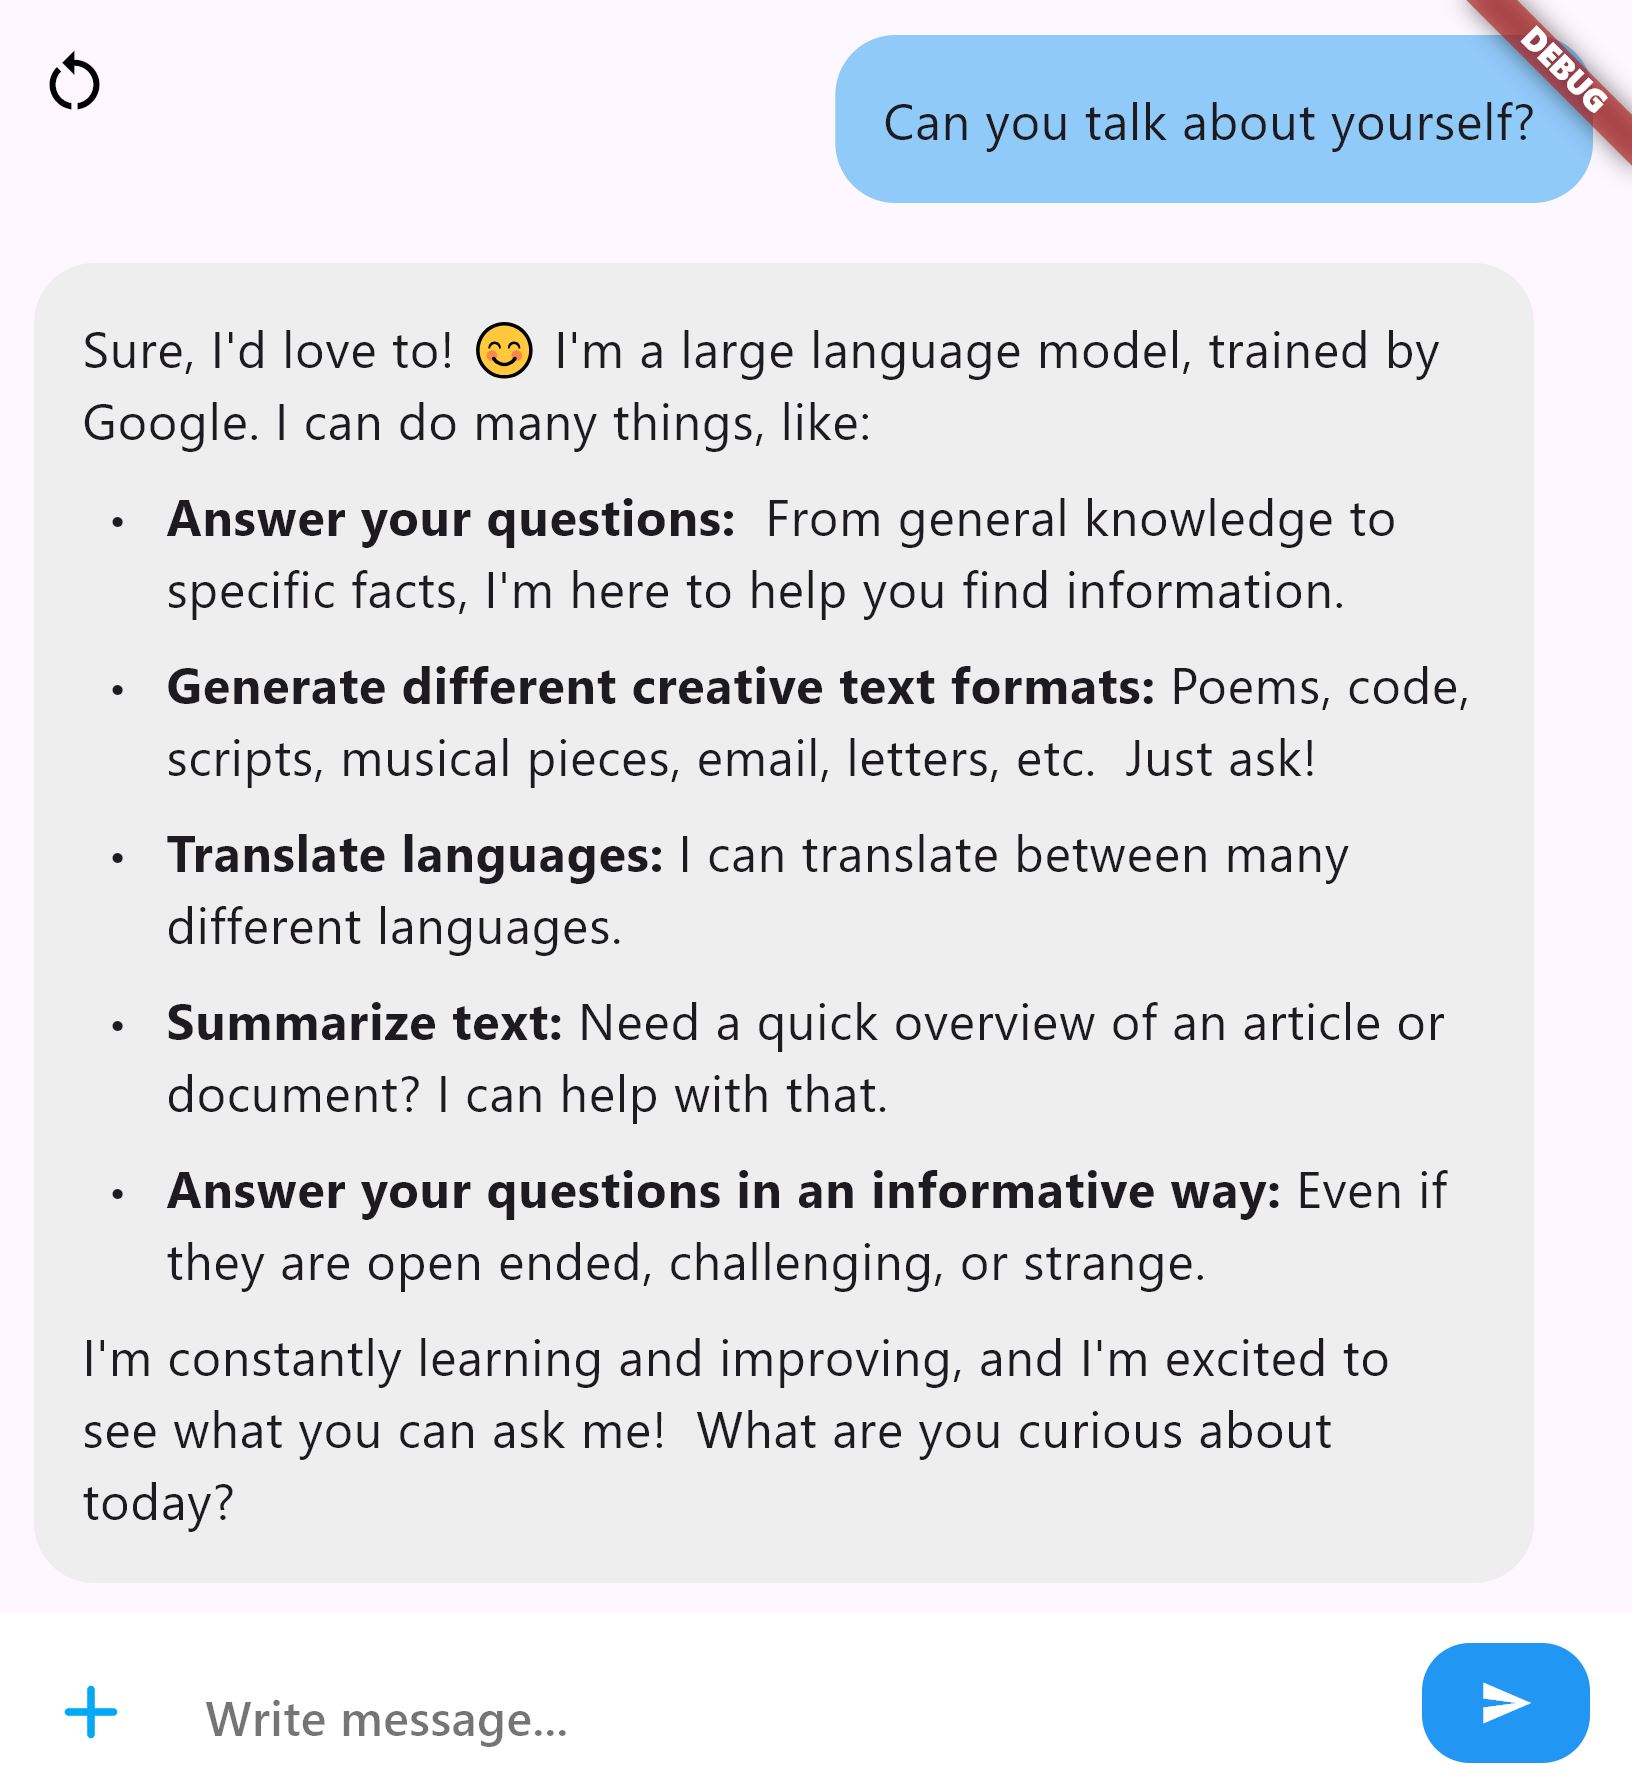 DEBUG
Can you talk about yourself?
Sure, I'd love to! 😊 I'm a large language model, trained by
Google. I can do many things, like:
• Answer your questions:  From general knowledge to
specific facts, I'm here to help you find information.
• Generate different creative text formats: Poems, code,
scripts, musical pieces, email, letters, etc.  Just ask!
• Translate languages: I can translate between many
different languages.
• Summarize text: Need a quick overview of an article or
document? I can help with that.
• Answer your questions in an informative way: Even if
they are open ended, challenging, or strange.
I'm constantly learning and improving, and I'm excited to
see what you can ask me!  What are you curious about
today?
Write message...